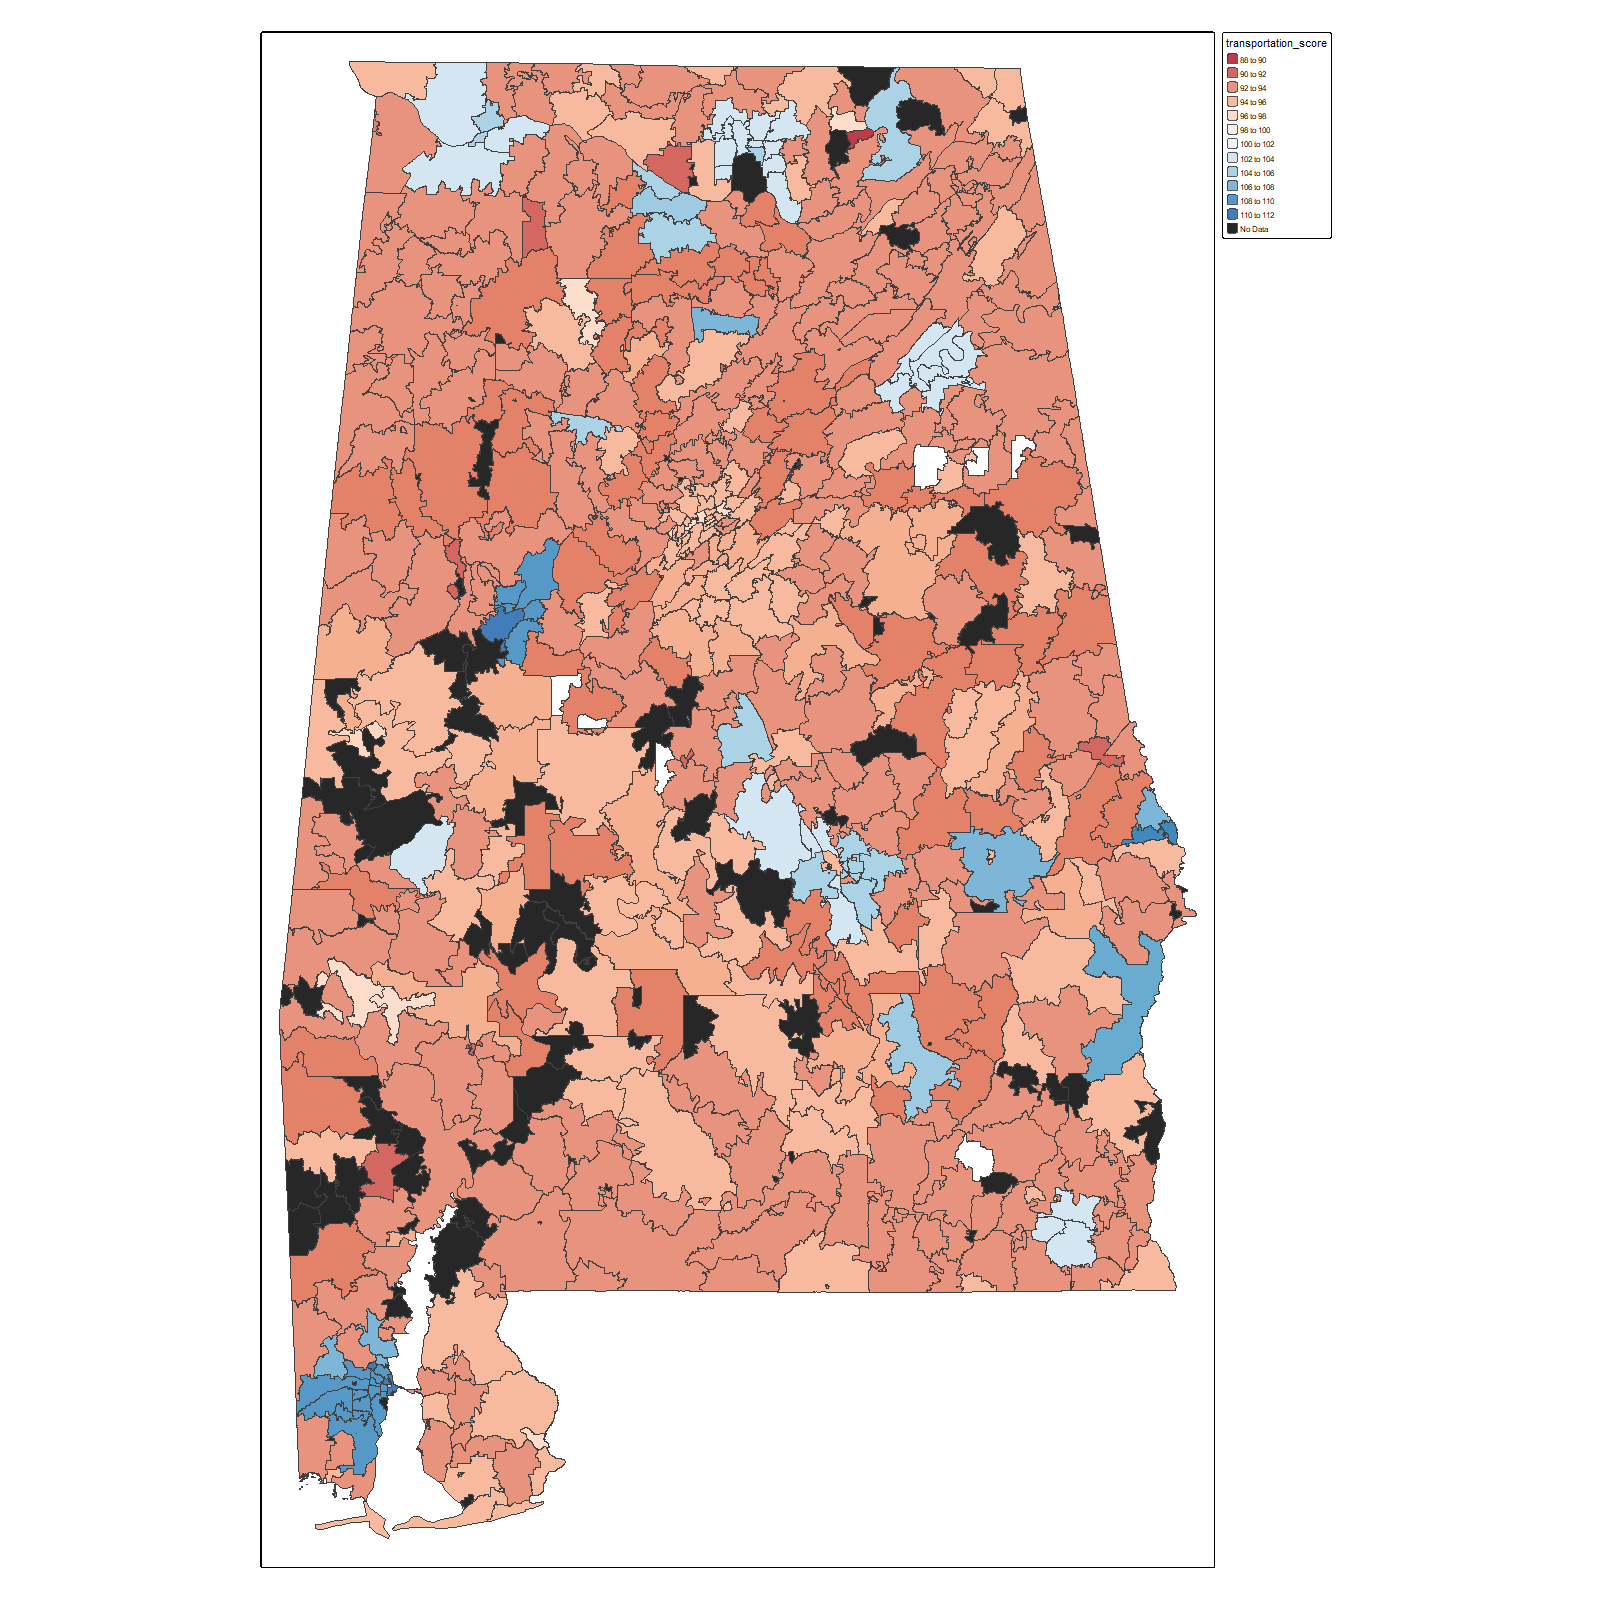 transportation_score
88 to 90
90 to 92
92 to 94
94 to 96
96 to 98
98 to 100
100 to 102
102 to 104
104 to 106
106 to 108
108 to 110
110 to 112
No Data